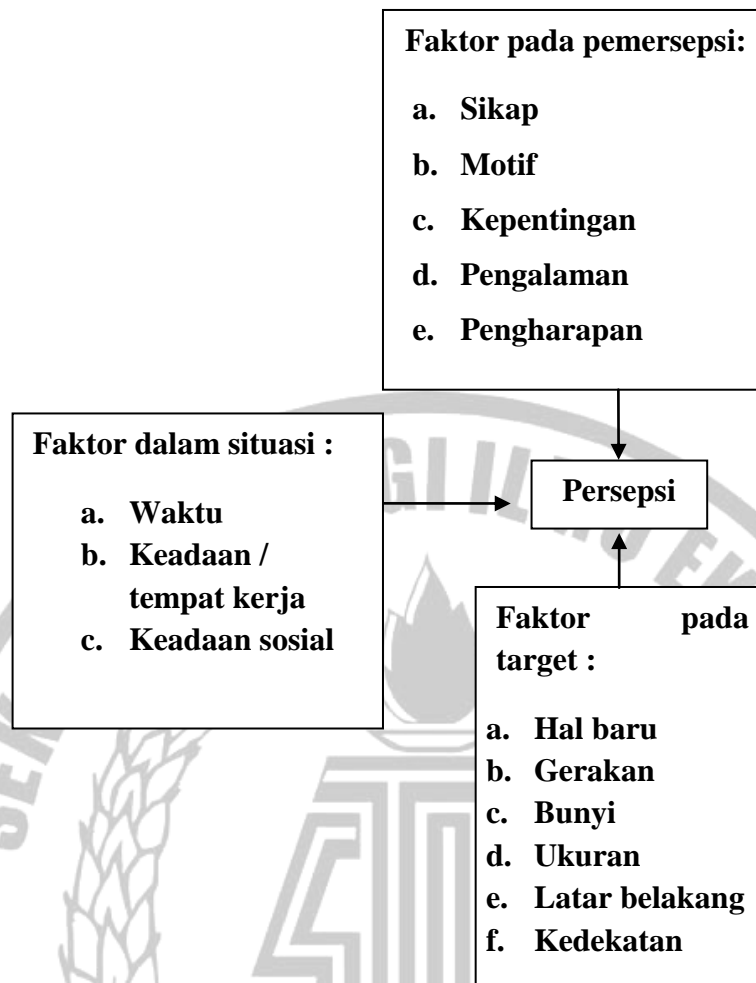 Faktor pada pemersepsi:
a. Sikap
b. Motif
c. Kepentingan
d. Pengalaman
e. Pengharapan
Faktor dalam situasi :
a. Waktu
b. Keadaan /
tempat kerja
c. Keadaan sosial
Persepsi
Faktor pada
target :
a. Hal baru
b. Gerakan
c. Bunyi
d. Ukuran
e. Latar belakang
f. Kedekatan